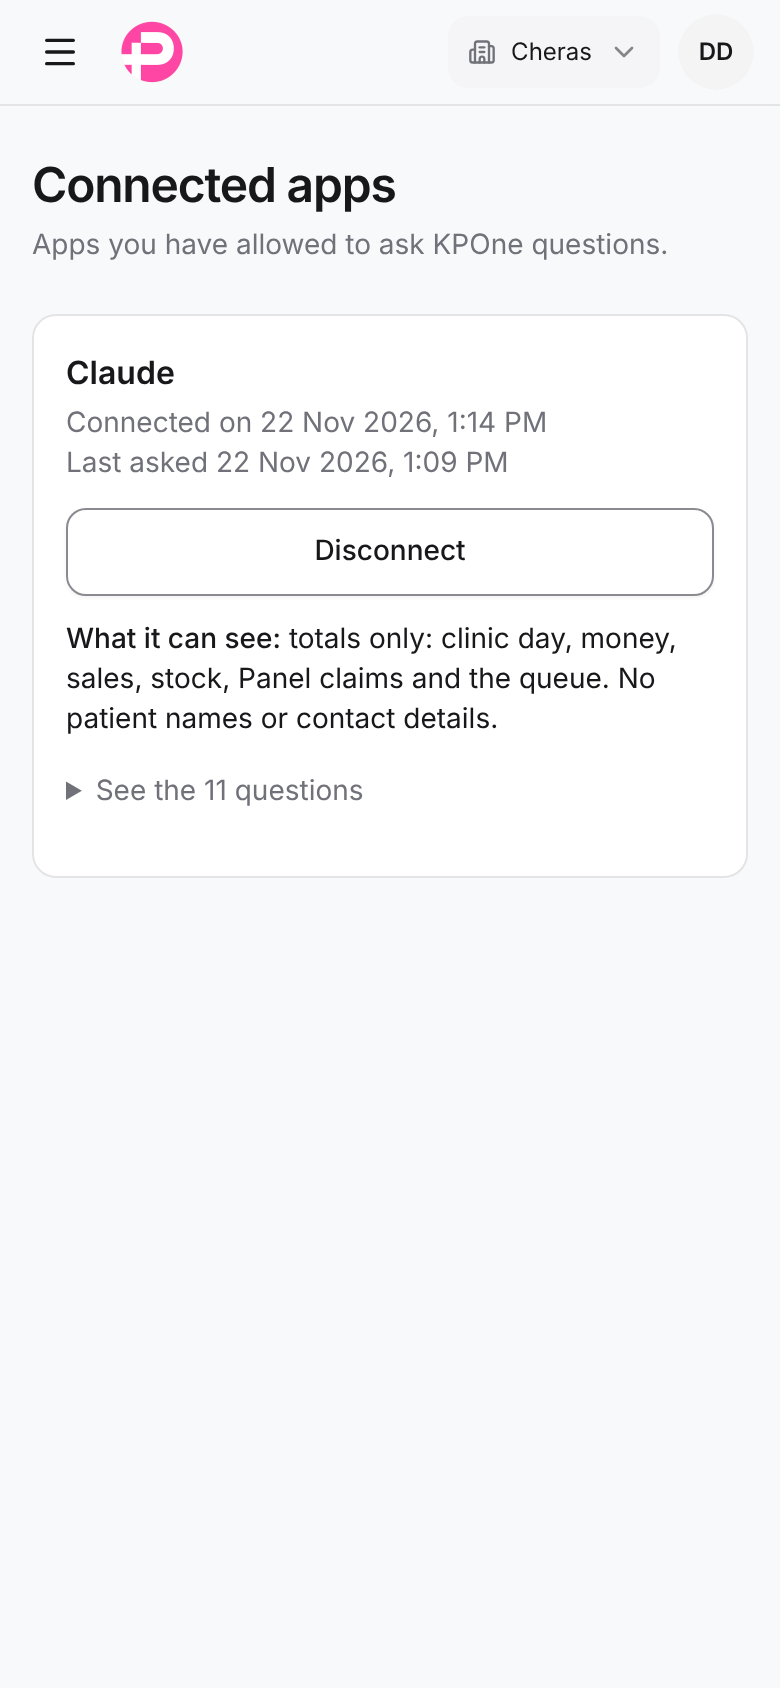 Cheras
DD
Connected apps
Apps you have allowed to ask KPOne questions.
Claude
Connected on 22 Nov 2026, 1:14 PM
Last asked 22 Nov 2026, 1:09 PM
Disconnect
What it can see: totals only: clinic day, money,
sales, stock, Panel claims and the queue. No
patient names or contact details.
See the 11 questions